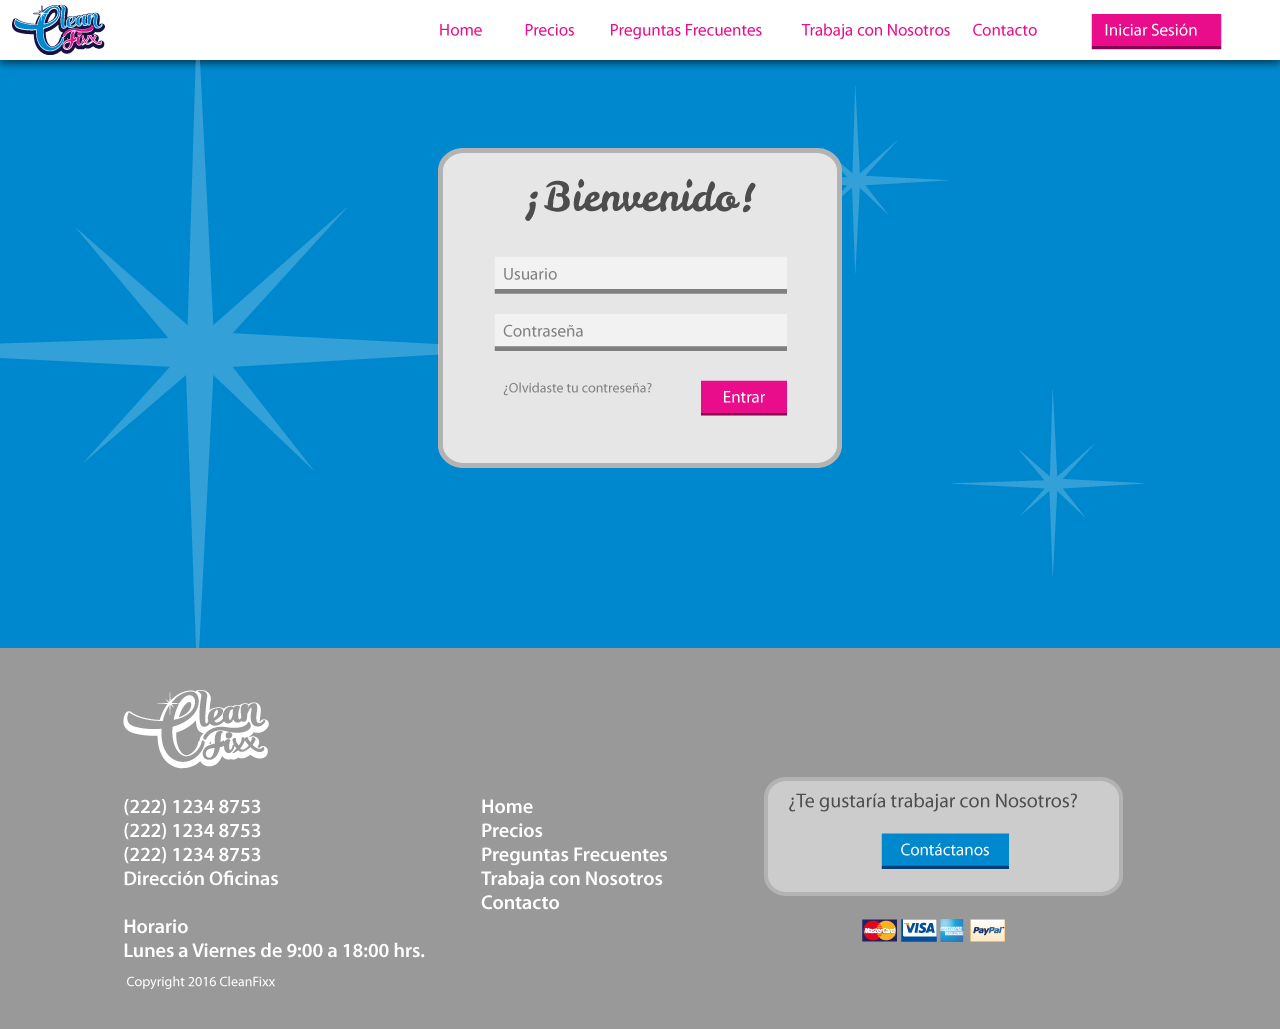 Clean
Fixx
Home Precios Preguntas Frecuentes Trabaja con Nosotros Contacto Iniciar Sesión
¡Bienvenido!
Usuario
Contraseña
¿Olvidaste tu contreseña?
Entrar
Clean
Fixx
(222) 1234 8753
(222) 1234 8753
(222) 1234 8753
Dirección Oficinas
Horario
Lunes a Viernes de 9:00 a 18:00 hrs.
Copyright 2016 CleanFixx
Home
Precios
Preguntas Frecuentes
Trabaja con Nosotros
Contacto
¿Te gustaría trabajar con Nosotros?
Contáctanos
MasterCard VISA PayPal